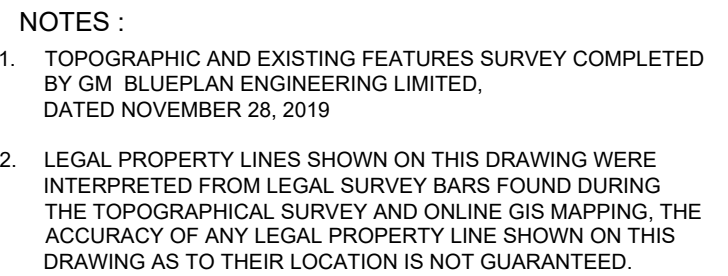 NOTES :
1. TOPOGRAPHIC AND EXISTING FEATURES SURVEY COMPLETED
BY GM BLUEPLAN ENGINEERING LIMITED,
DATED NOVEMBER 28, 2019
2. LEGAL PROPERTY LINES SHOWN ON THIS DRAWING WERE
INTERPRETED FROM LEGAL SURVEY BARS FOUND DURING
THE TOPOGRAPHICAL SURVEY AND ONLINE GIS MAPPING, THE
ACCURACY OF ANY LEGAL PROPERTY LINE SHOWN ON THIS
DRAWING AS TO THEIR LOCATION IS NOT GUARANTEED.